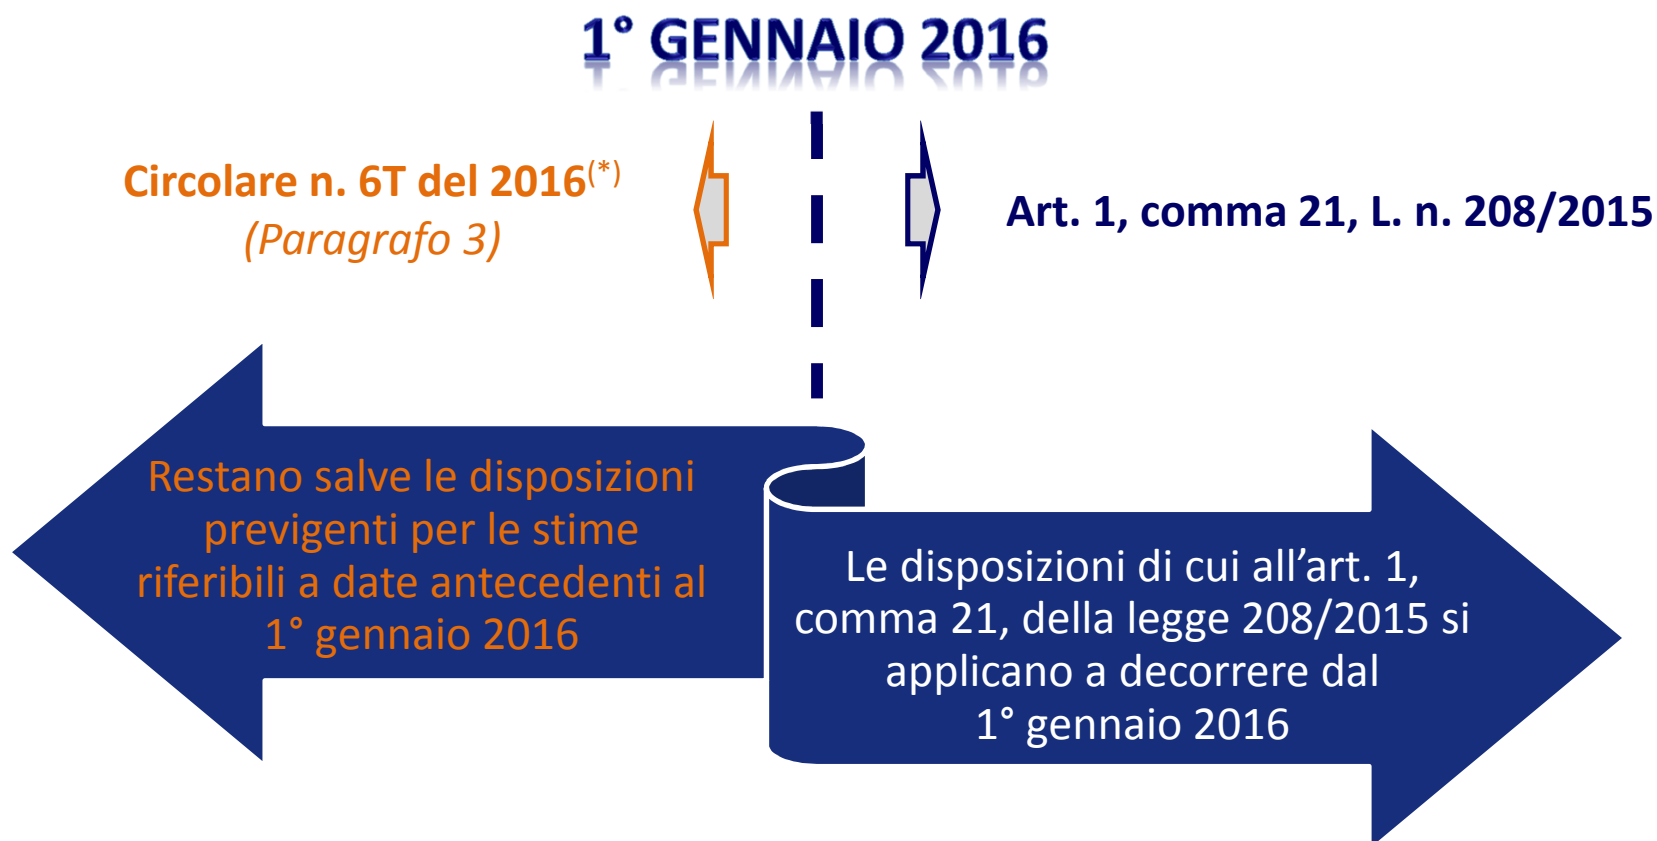 1° GENNAIO 2016
Circolare n. 6T del 2016(*)
(Paragrafo 3)
Art. 1, comma 21, L. n. 208/2015
Restano salve le disposizioni
previgenti per le stime
riferibili a date antecedenti al
1° gennaio 2016
Le disposizioni di cui all’art. 1,
comma 21, della legge 208/2015 si
applicano a decorrere dal
1° gennaio 2016